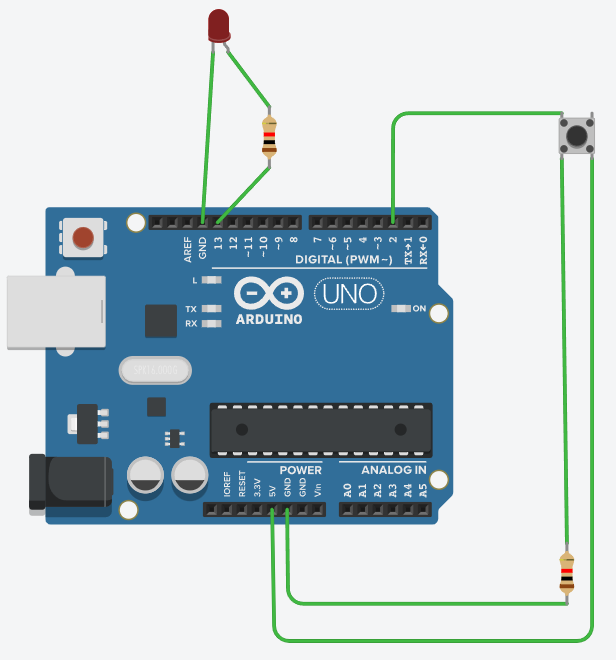 AREF
GND
13
12
~11
~10
~9
8
7
~6
~5
4
~3
2
TX→1
RX←0
DIGITAL (PWM ~)
L
TX
RX
UNO
ARDUINO
ON
POWER
ANALOG IN
IOREF
RESET
3.3V
5V
GND
GND
Vin
A0
A1
A2
A3
A4
A5